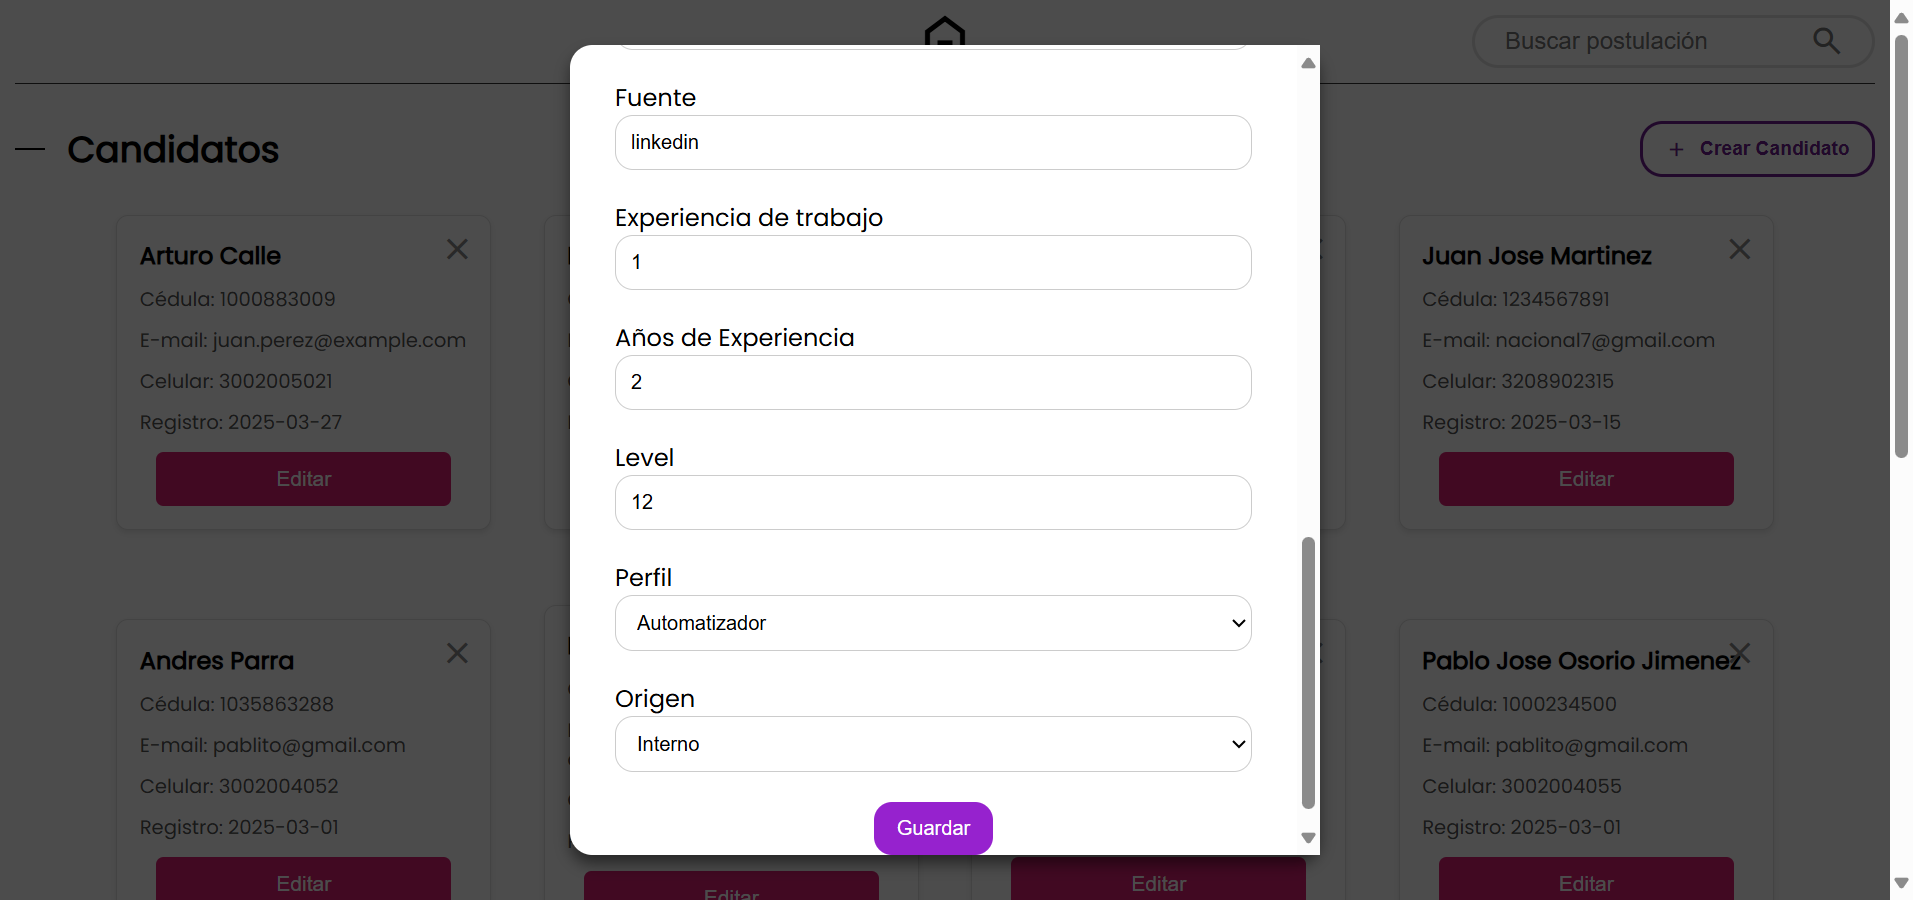 Buscar postulación
Candidatos
+ Crear Candidato
Arturo Calle
Cédula: 1000883009
E-mail: juan.perez@example.com
Celular: 3002005021
Registro: 2025-03-27
Editar
Fuente
linkedin
Experiencia de trabajo
1
Años de Experiencia
2
Level
12
Perfil
Automatizador
Origen
Interno
Guardar
Juan Jose Martinez
Cédula: 1234567891
E-mail: nacional7@gmail.com
Celular: 3208902315
Registro: 2025-03-15
Editar
Andres Parra
Cédula: 1035863288
E-mail: pablito@gmail.com
Celular: 3002004052
Registro: 2025-03-01
Editar
Editar
Editar
Pablo Jose Osorio Jimenez
Cédula: 1000234500
E-mail: pablito@gmail.com
Celular: 3002004055
Registro: 2025-03-01
Editar